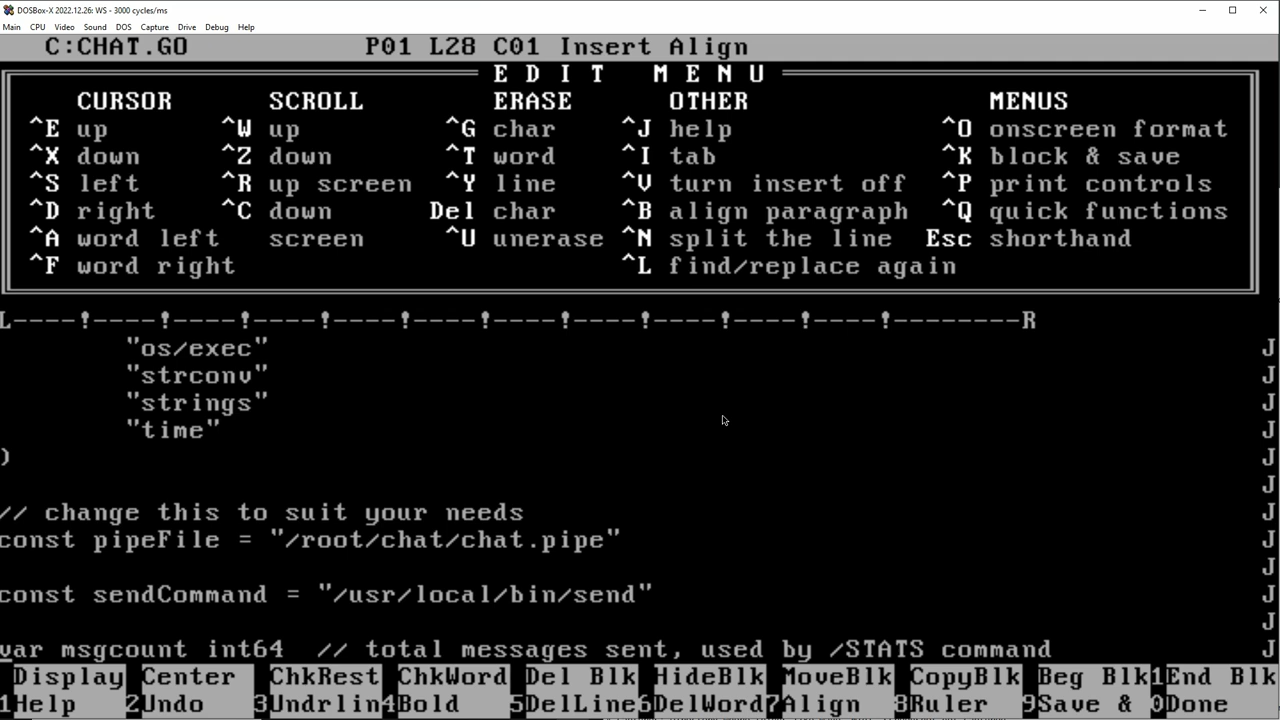 DOSBox-X 2022.12.26: WS - 3000 cycles/ms
Main CPU Video Sound DOS Capture Drive Debug Help
C:CHAT.GO P01 L28 C01 Insert Align
E D I T M E N U
CURSOR SCROLL ERASE OTHER MENUS
^E up ^W up ^G char ^J help ^O onscreen format
^X down ^Z down ^T word ^I tab ^K block & save
^S left ^R up screen ^Y line ^V turn insert off ^P print controls
^D right ^C down Del char ^B align paragraph ^Q quick functions
^A word left screen ^U unerase ^N split the line Esc shorthand
^F word right ^L find/replace again
L----!----!----!----!----!----!----!----!----!----!----!--------R
"os/exec" J
"strconv" J
"strings" J
"time" J
) J
J
// change this to suit your needs J
const pipeFile = "/root/chat/chat.pipe" J
J
const sendCommand = "/usr/local/bin/send" J
J
var msgcount int64 // total messages sent, used by /STATS command J
Display Center ChkRest ChkWord Del Blk HideBlk MoveBlk CopyBlk Beg Blk 1End Blk
1Help 2Undo 3Undrlin 4Bold 5DelLine 6DelWord 7Align 8Ruler 9Save & 0Done